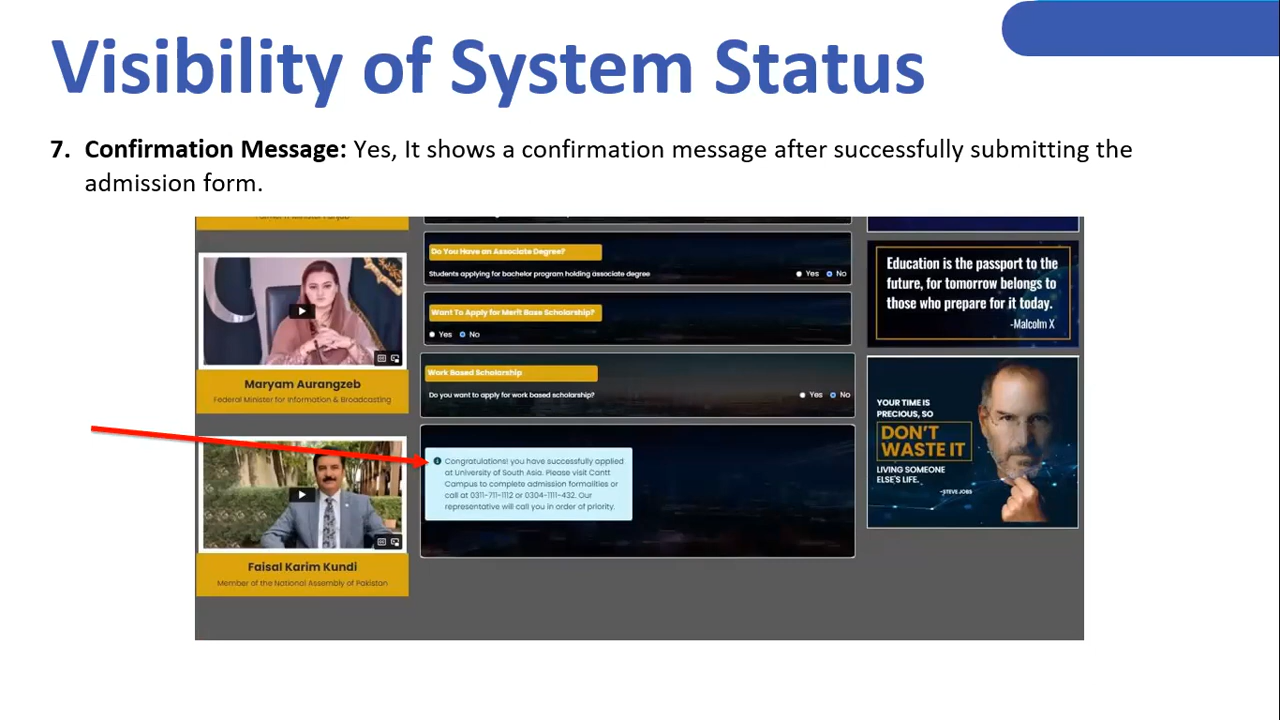 Visibility of System Status
7. Confirmation Message: Yes, It shows a confirmation message after successfully submitting the
admission form.
Maryam Aurangzeb
Federal Minister for Information & Broadcasting
Faisal Karim Kundi
Member of the National Assembly of Pakistan
Do You Have an Associate Degree?
Students applying for bachelor program holding associate degree
Yes No
Want To Apply for Merit Base Scholarship?
Yes No
Work Based Scholarship
Do you want to apply for work based scholarship?
Yes No
Congratulations! you have successfully applied
at University of South Asia. Please visit Cantt
Campus to complete admission formalities or
call at 0311-711-1112 or 0304-1111-432. Our
representative will call you in order of priority.
Education is the passport to the
future, for tomorrow belongs to
those who prepare for it today.
-Malcolm X
YOUR TIME IS
PRECIOUS, SO
DON'T
WASTE IT
LIVING SOMEONE
ELSE'S LIFE.
-STEVE JOBS